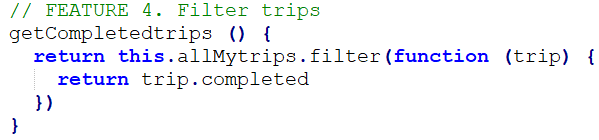 // FEATURE 4. Filter trips
getCompletedtrips () {
  return this.allMytrips.filter(function (trip) {
    return trip.completed
  })
}